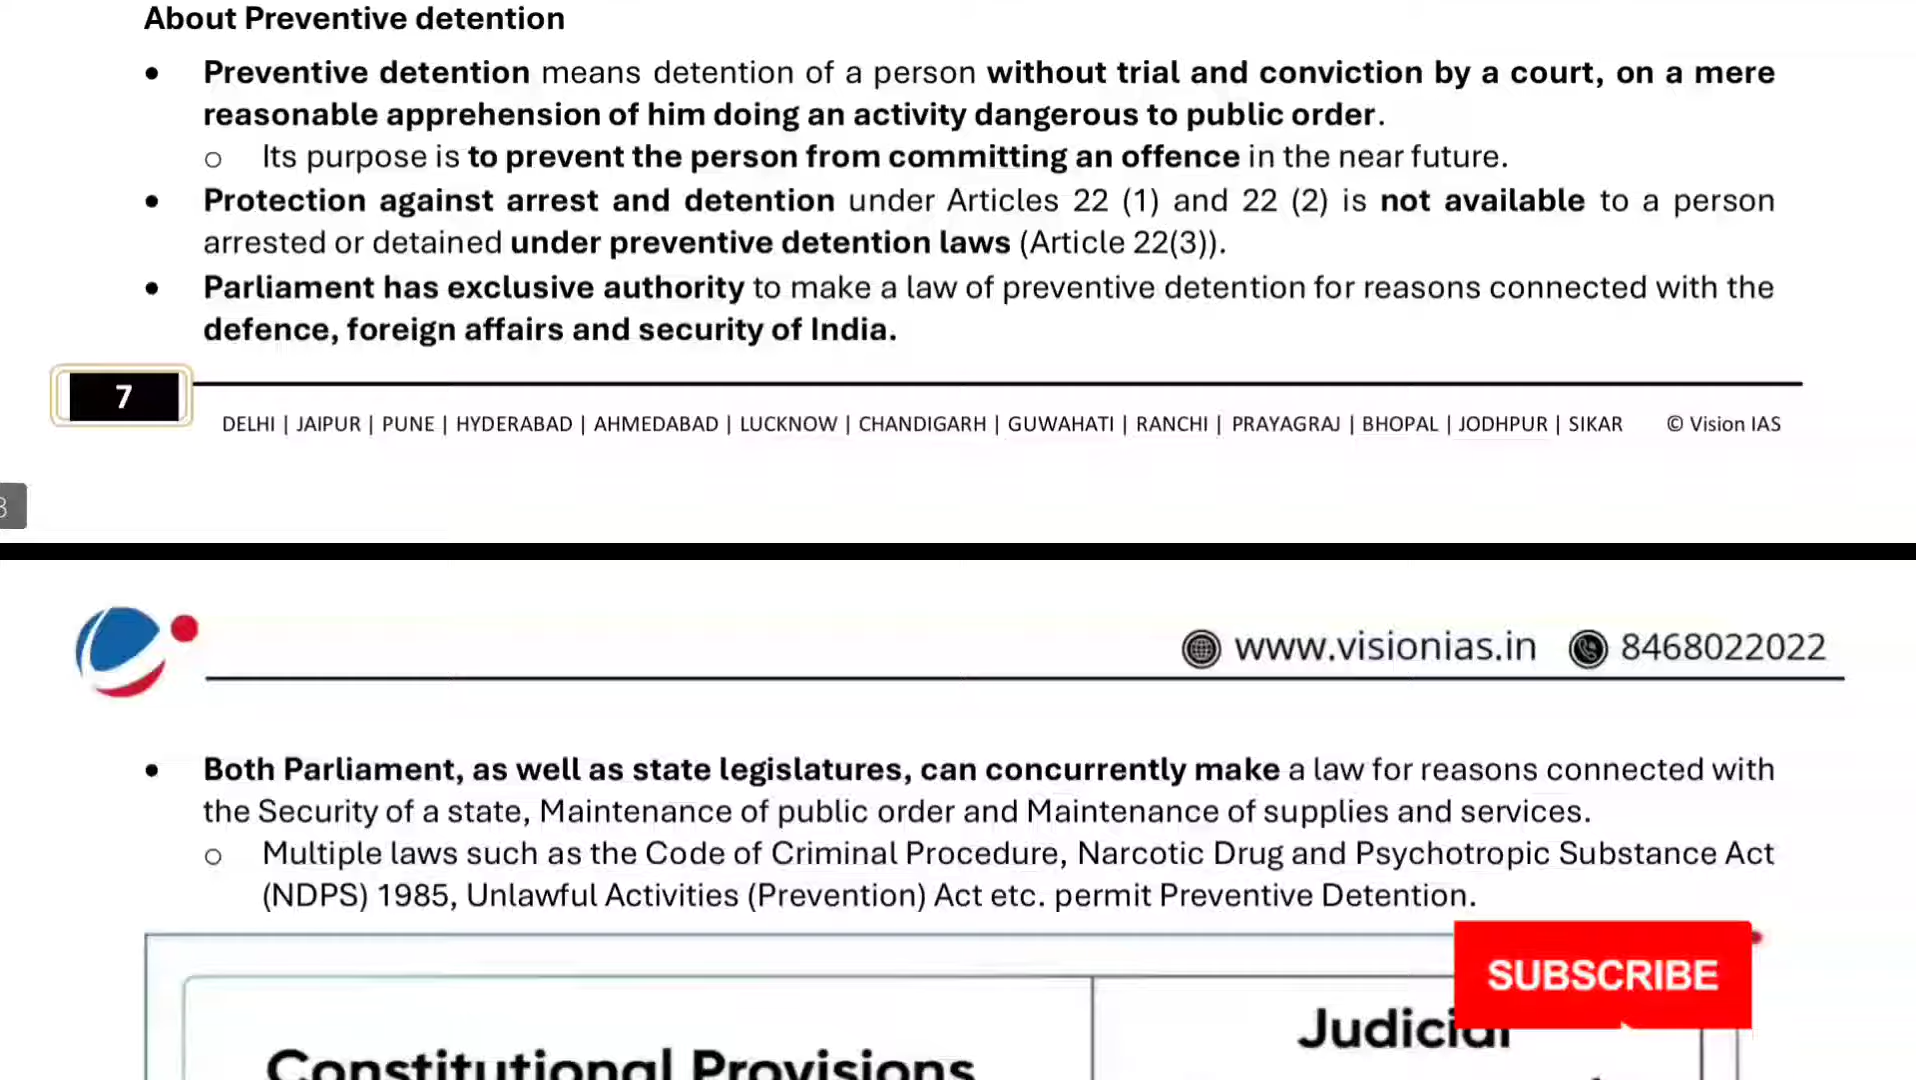 About Preventive detention
• Preventive detention means detention of a person without trial and conviction by a court, on a mere
reasonable apprehension of him doing an activity dangerous to public order.
o Its purpose is to prevent the person from committing an offence in the near future.
• Protection against arrest and detention under Articles 22 (1) and 22 (2) is not available to a person
arrested or detained under preventive detention laws (Article 22(3)).
• Parliament has exclusive authority to make a law of preventive detention for reasons connected with the
defence, foreign affairs and security of India.
7
DELHI | JAIPUR | PUNE | HYDERABAD | AHMEDABAD | LUCKNOW | CHANDIGARH | GUWAHATI | RANCHI | PRAYAGRAJ | BHOPAL | JODHPUR | SIKAR © Vision IAS
www.visionias.in 8468022022
• Both Parliament, as well as state legislatures, can concurrently make a law for reasons connected with
the Security of a state, Maintenance of public order and Maintenance of supplies and services.
o Multiple laws such as the Code of Criminal Procedure, Narcotic Drug and Psychotropic Substance Act
(NDPS) 1985, Unlawful Activities (Prevention) Act etc. permit Preventive Detention.
SUBSCRIBE
Judicial
Constitutional Provisions